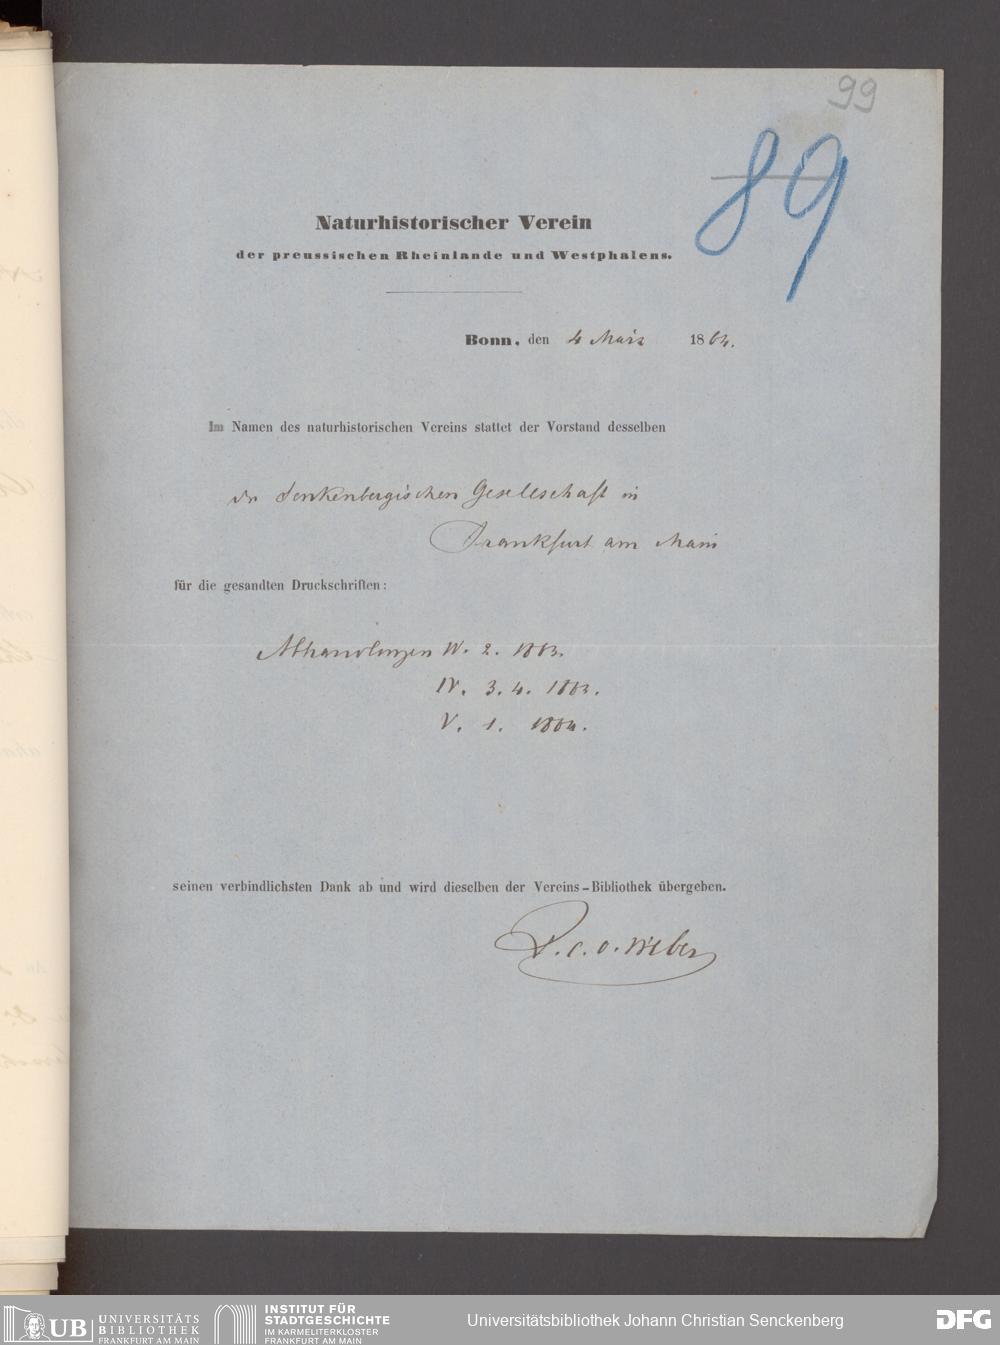 99
89
Naturhistorischer Verein
der preussischen Rheinlande und Westphalens.
Bonn, den 4 März 1864.
Im Namen des naturhistorischen Vereins stattet der Vorstand desselben
der Senkenbergischen Gesellschaft in
Frankfurt am Main
für die gesandten Druckschriften:
Abhandlungen IV. 2. 1863.
IV. 3. 4. 1863.
V. 1. 1864.
seinen verbindlichsten Dank ab und wird dieselben der Vereins-Bibliothek übergeben.
C. O. Weber
UB UNIVERSITÄTS
BIBLIOTHEK
FRANKFURT AM MAIN
INSTITUT FÜR
STADTGESCHICHTE
IM KARMELITERKLOSTER
FRANKFURT AM MAIN
Universitätsbibliothek Johann Christian Senckenberg
DFG